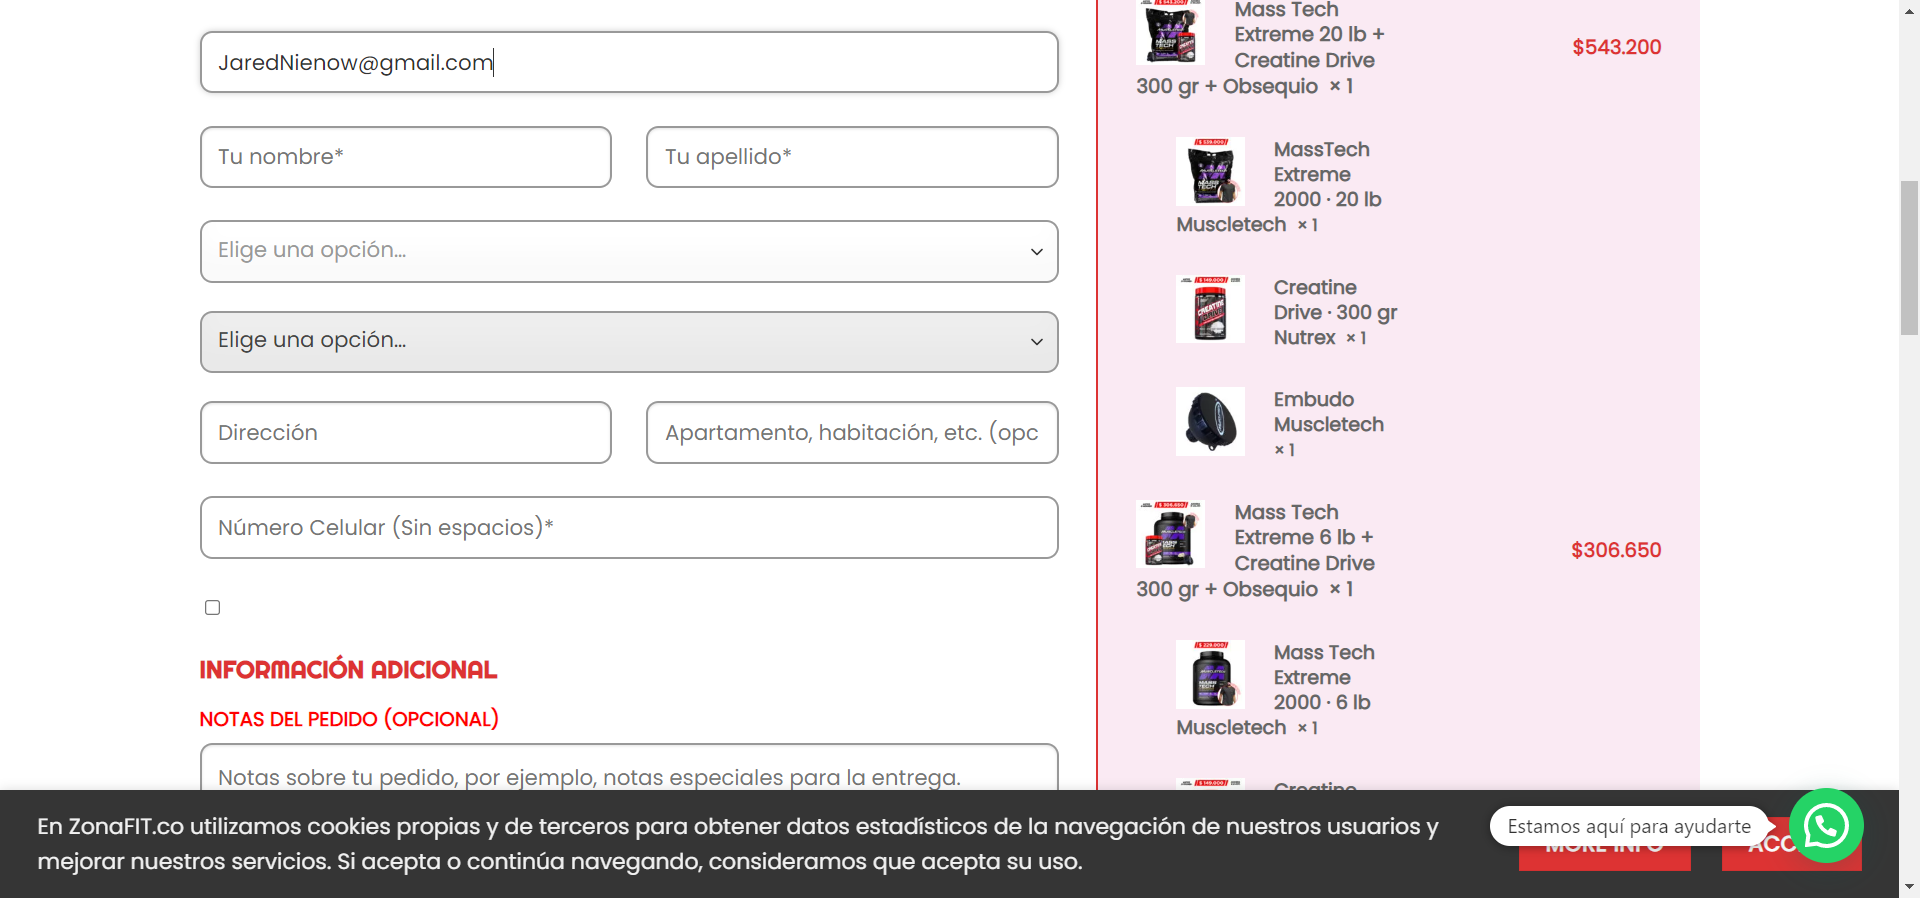 JaredNienow@gmail.com
Tu nombre*
Tu apellido*
Elige una opción...
Elige una opción...
Dirección
Apartamento, habitación, etc. (opc
Número Celular (Sin espacios)*
INFORMACIÓN ADICIONAL
NOTAS DEL PEDIDO (OPCIONAL)
Notas sobre tu pedido, por ejemplo, notas especiales para la entrega.
Mass Tech
Extreme 20 lb +
Creatine Drive
300 gr + Obsequio × 1
$543.200
MassTech
Extreme
2000 · 20 lb
Muscletech × 1
Creatine
Drive · 300 gr
Nutrex × 1
Embudo
Muscletech
× 1
Mass Tech
Extreme 6 lb +
Creatine Drive
300 gr + Obsequio × 1
$306.650
Mass Tech
Extreme
2000 · 6 lb
Muscletech × 1
Creatine
En ZonaFIT.co utilizamos cookies propias y de terceros para obtener datos estadísticos de la navegación de nuestros usuarios y
mejorar nuestros servicios. Si acepta o continúa navegando, consideramos que acepta su uso.
Estamos aquí para ayudarte
MORE INFO